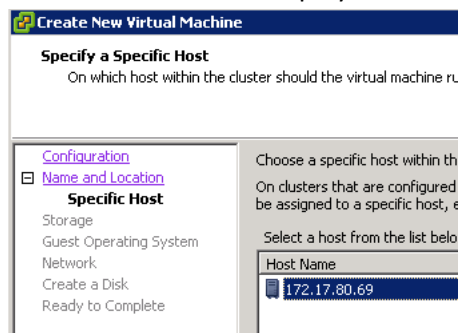 Create New Virtual Machine
Specify a Specific Host
On which host within the cluster should the virtual machine ru
Configuration
Name and Location
Specific Host
Storage
Guest Operating System
Network
Create a Disk
Ready to Complete
Choose a specific host within th
On clusters that are configured
be assigned to a specific host, e
Select a host from the list belo
Host Name
172.17.80.69